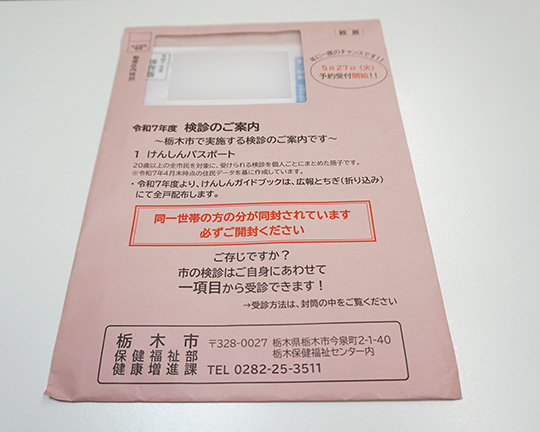 年に一度のチャンスです!!
5月27日(火)
予約受付開始!!
令和7年度 検診のご案内
~栃木市で実施する検診のご案内です~
1 けんしんパスポート
20歳以上の全市民を対象に、受けられる検診を個人ごとにまとめた冊子です。
※令和7年4月末時点の住民データを基に作成しています。
・令和7年度より、けんしんガイドブックは、広報とちぎ(折り込み)
にて全戸配布します。
同一世帯の方の分が同封されています
必ずご開封ください
ご存じですか?
市の検診はご自身にあわせて
一項目から受診できます!
→受診方法は、封筒の中をご覧ください
栃木市
保健福祉部
健康増進課
〒328-0027 栃木県栃木市今泉町2-1-40
栃木保健福祉センター内
TEL 0282-25-3511